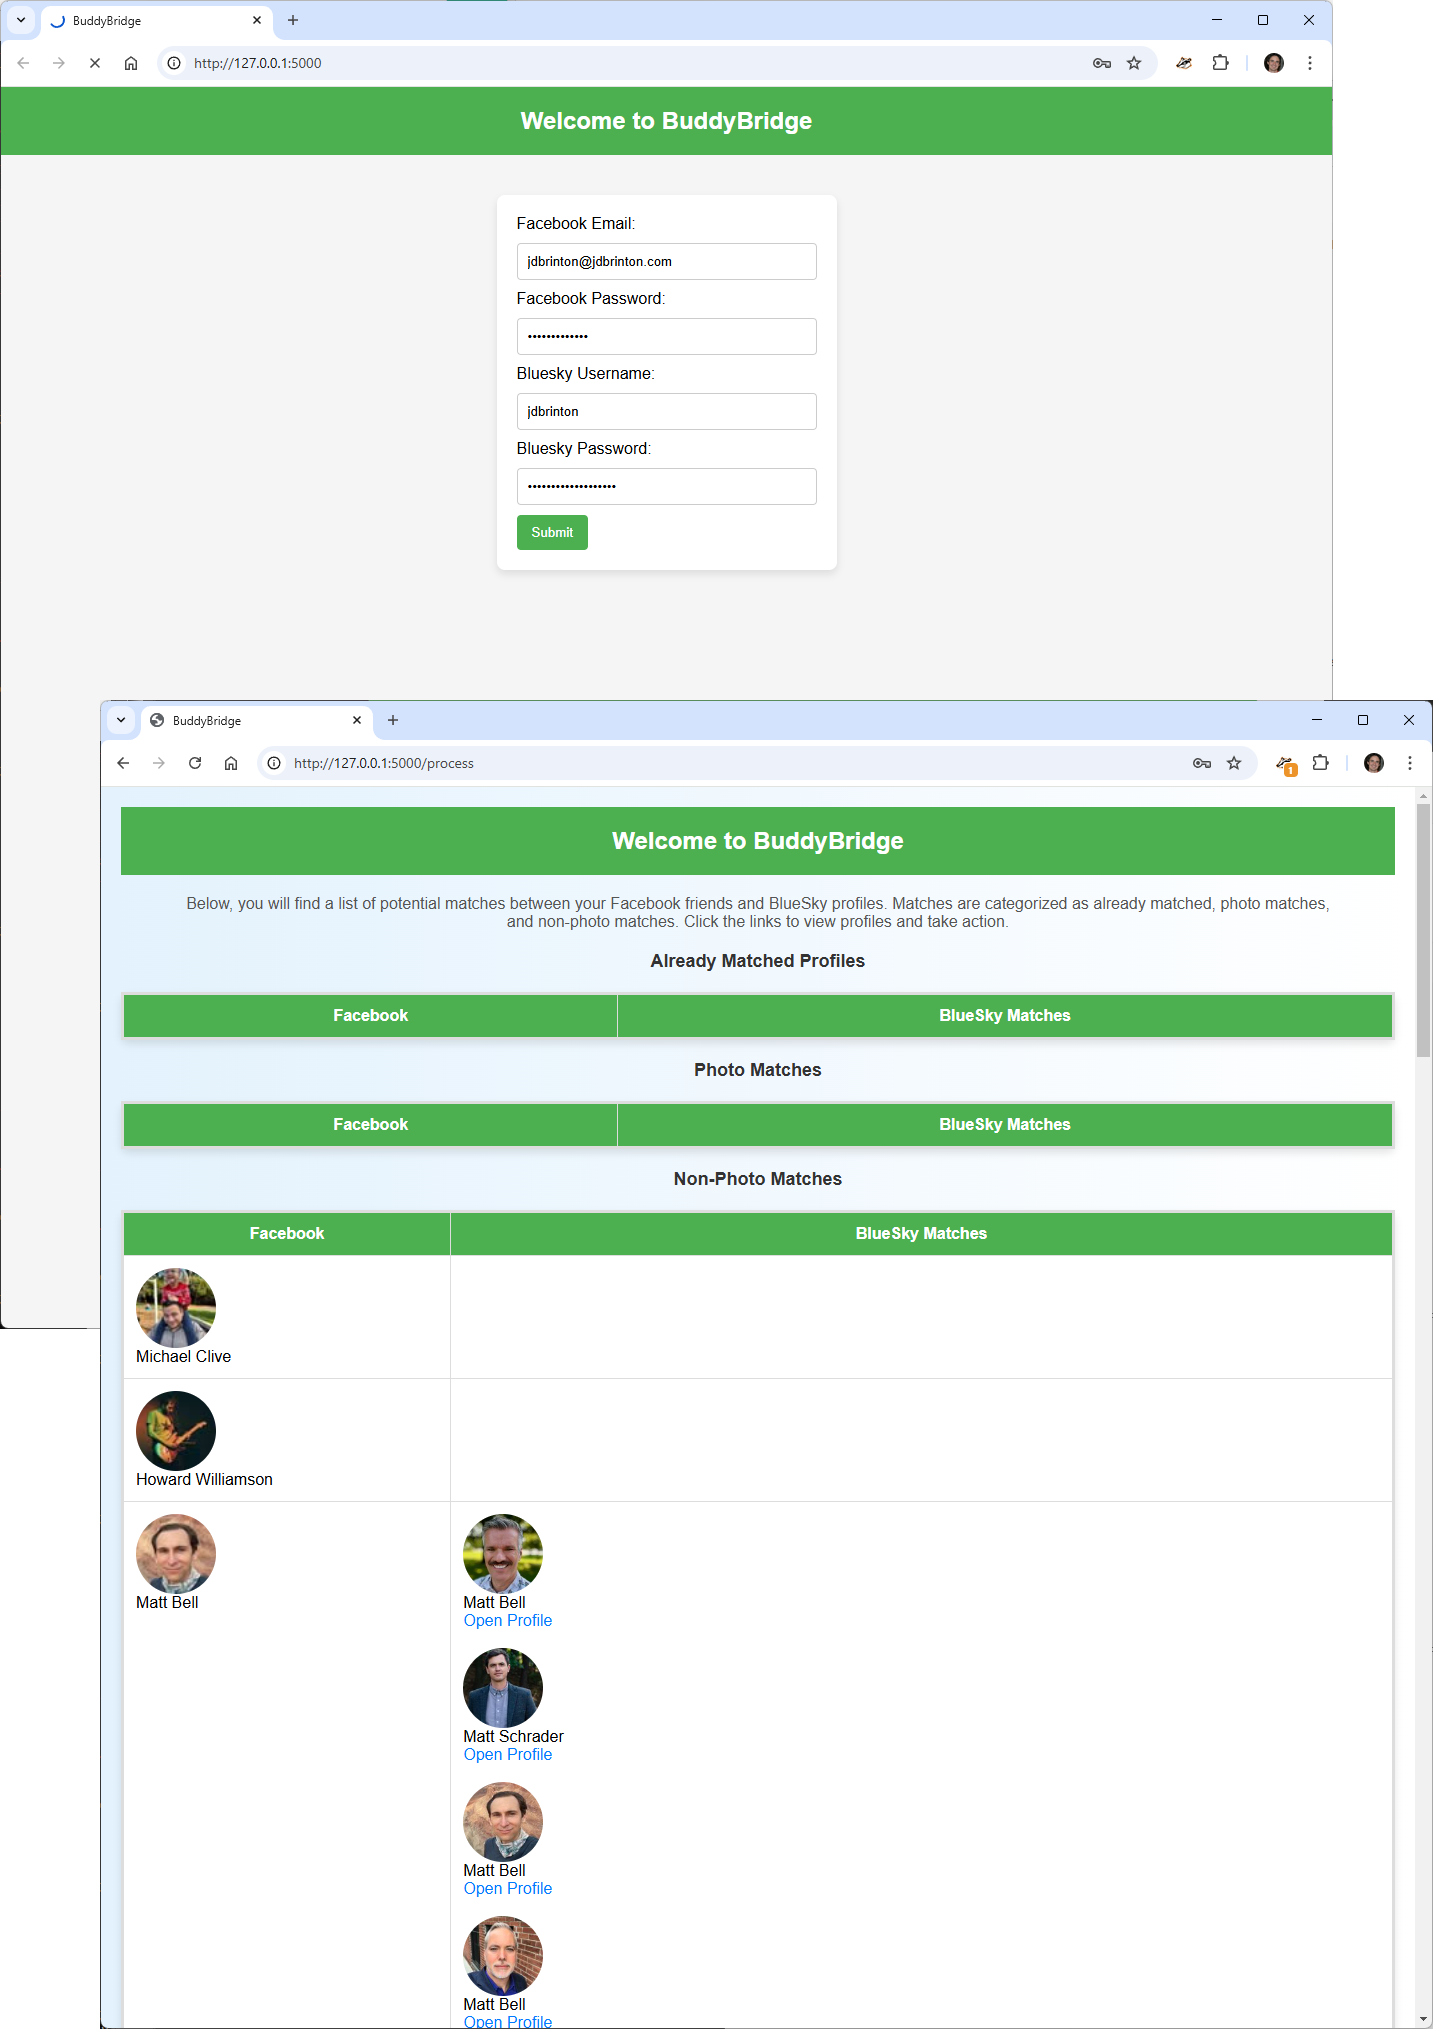 BuddyBridge
http://127.0.0.1:5000
Welcome to BuddyBridge
Facebook Email:
jdbrinton@jdbrinton.com
Facebook Password:
•••••••••••••
Bluesky Username:
jdbrinton
Bluesky Password:
•••••••••••••••••••
Submit
BuddyBridge
http://127.0.0.1:5000/process
1
Welcome to BuddyBridge
Below, you will find a list of potential matches between your Facebook friends and BlueSky profiles. Matches are categorized as already matched, photo matches,
and non-photo matches. Click the links to view profiles and take action.
Already Matched Profiles
Facebook BlueSky Matches
Photo Matches
Facebook BlueSky Matches
Non-Photo Matches
Facebook BlueSky Matches
Michael Clive
Howard Williamson
Matt Bell
Matt Bell
Open Profile
Matt Schrader
Open Profile
Matt Bell
Open Profile
Matt Bell
Open Profile